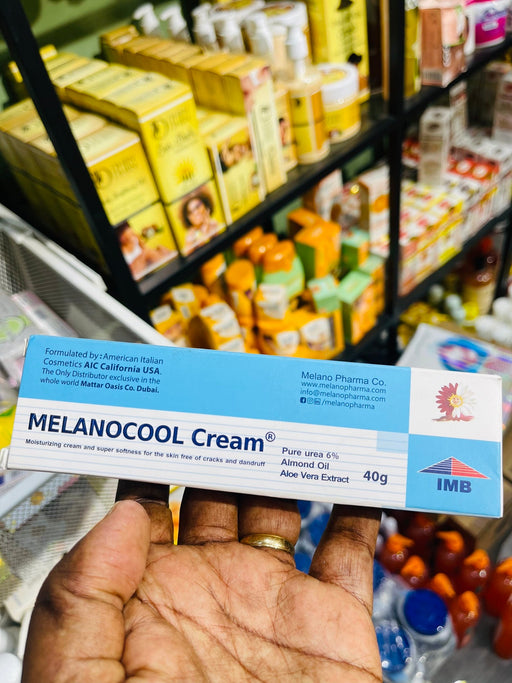 Formulated by : American Italian
Cosmetics AIC California USA.
The Only Distributor exclusive in the
whole world Mattar Oasis Co. Dubai.
Melano Pharma Co.
www.melanopharma.com
info@melanopharma.com
/melanopharma
MELANOCOOL Cream®
Moisturizing cream and super softness for the skin free of cracks and dandruff
Pure urea 6%
Almond Oil
Aloe Vera Extract
40g
IMB